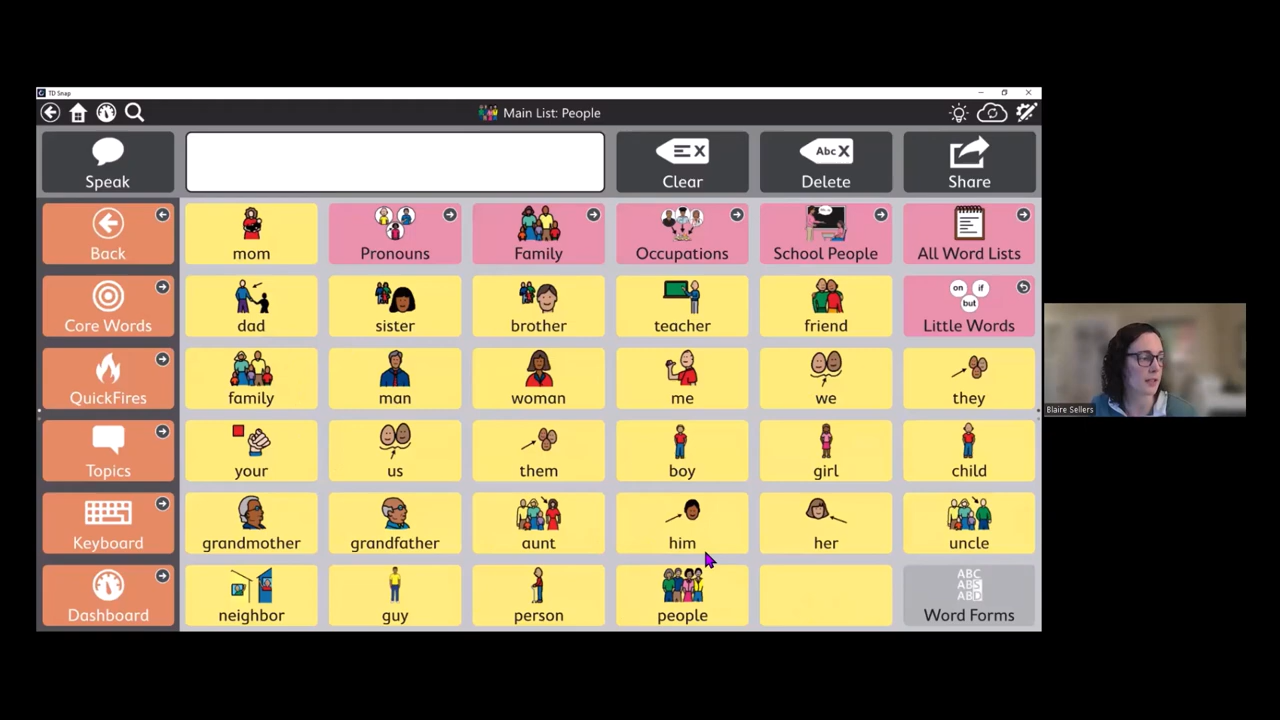 TD Snap
Main List: People
Speak
Clear
Abc X
Delete
Share
Back
mom
Pronouns
Family
Occupations
School People
All Word Lists
Core Words
dad
sister
brother
teacher
friend
on if
but
Little Words
QuickFires
family
man
woman
me
we
they
Blaire Sellers
Topics
your
us
them
boy
girl
child
Keyboard
grandmother
grandfather
aunt
him
her
uncle
Dashboard
neighbor
guy
person
people
ABC
ABS
ABD
Word Forms